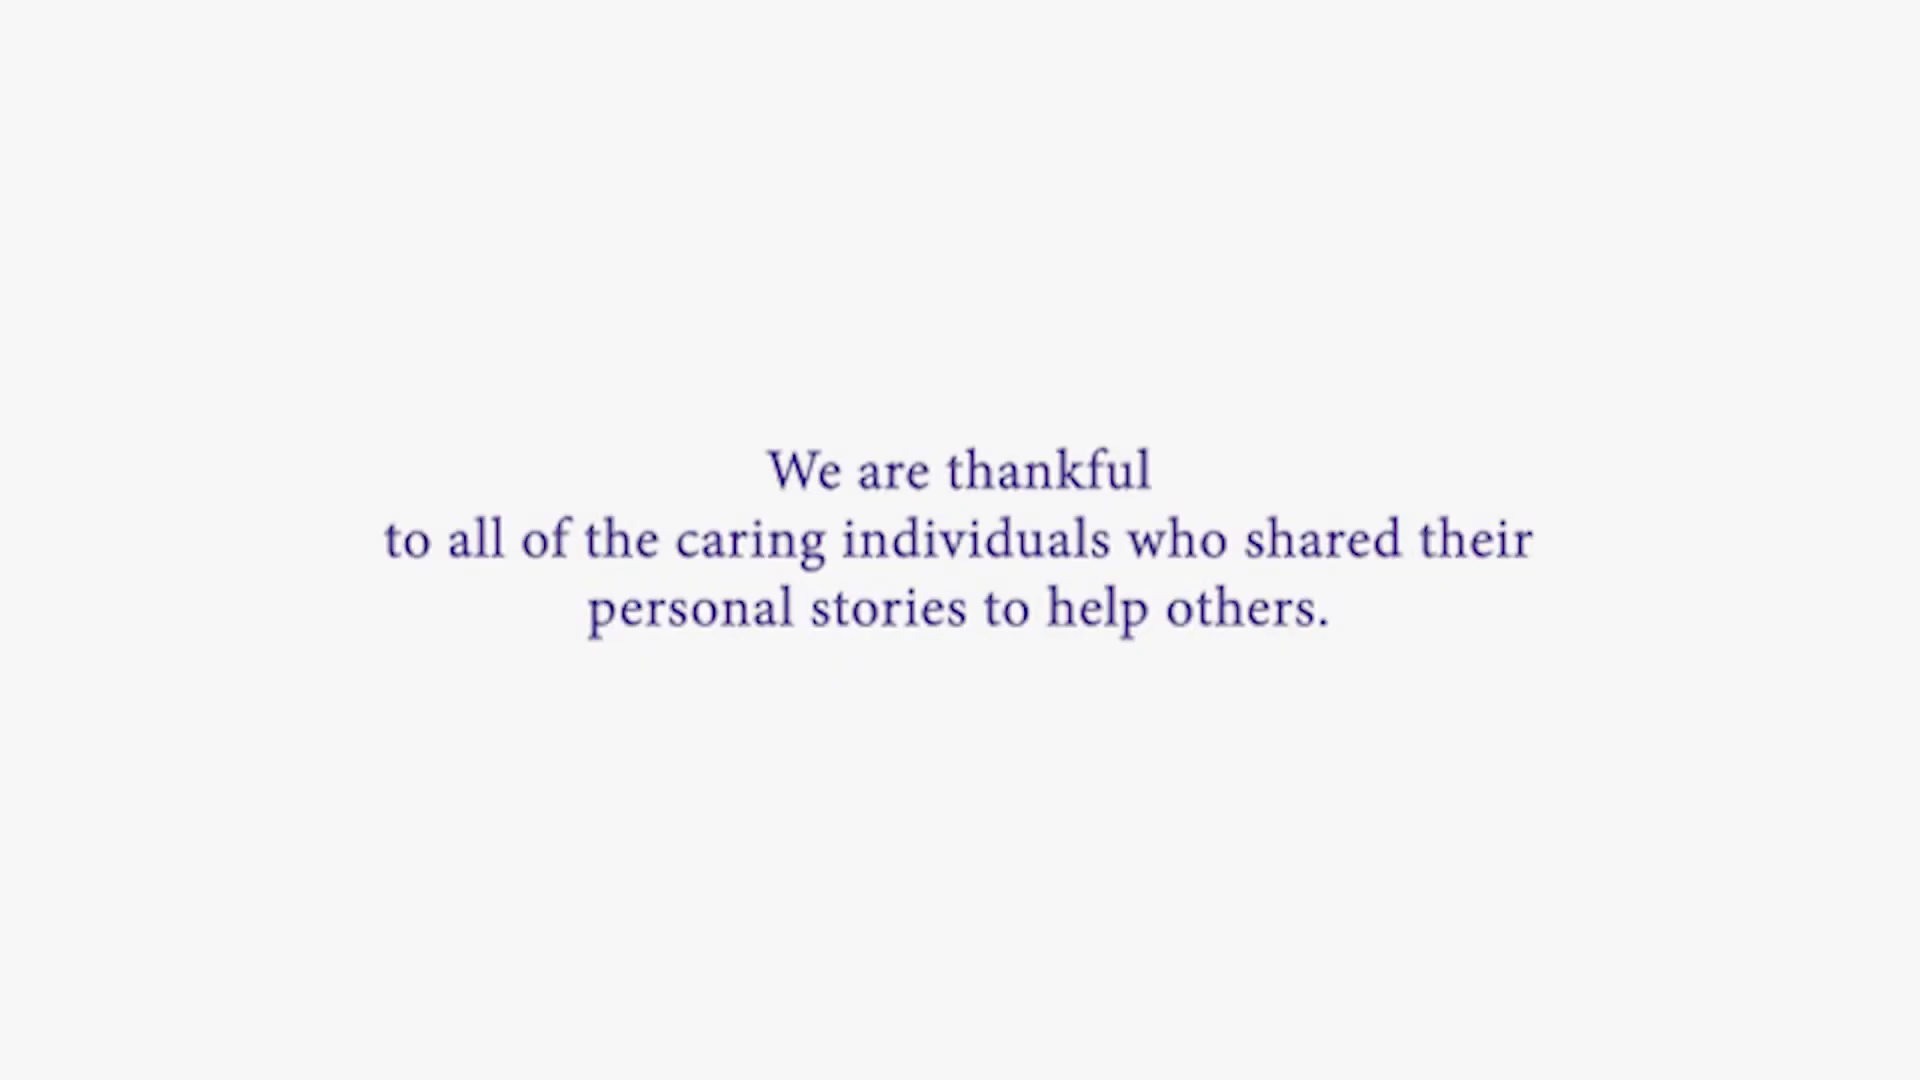 We are thankful
to all of the caring individuals who shared their
personal stories to help others.